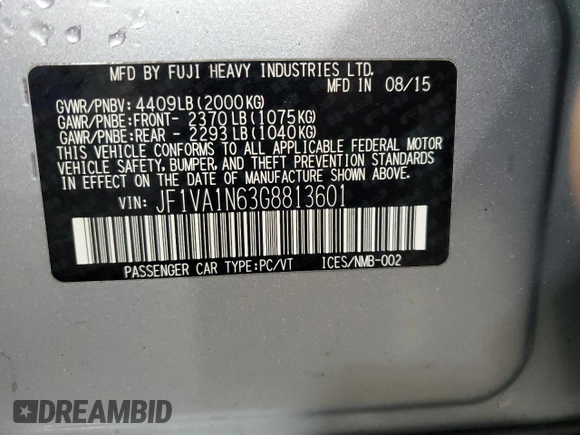 MFD BY FUJI HEAVY INDUSTRIES LTD.
MFD IN 08/15
GVWR/PNBV: 4409LB(2000KG)
GAWR/PNBE:FRONT- 2370LB(1075KG)
GAWR/PNBE:REAR - 2293LB(1040KG)
THIS VEHICLE CONFORMS TO ALL APPLICABLE FEDERAL MOTOR
VEHICLE SAFETY, BUMPER, AND THEFT PREVENTION STANDARDS
IN EFFECT ON THE DATE OF MANUFACTURE SHOWN ABOVE.
VIN: JF1VA1N63G8813601
PASSENGER CAR TYPE:PC/VT ICES/NMB-002
DREAMBID